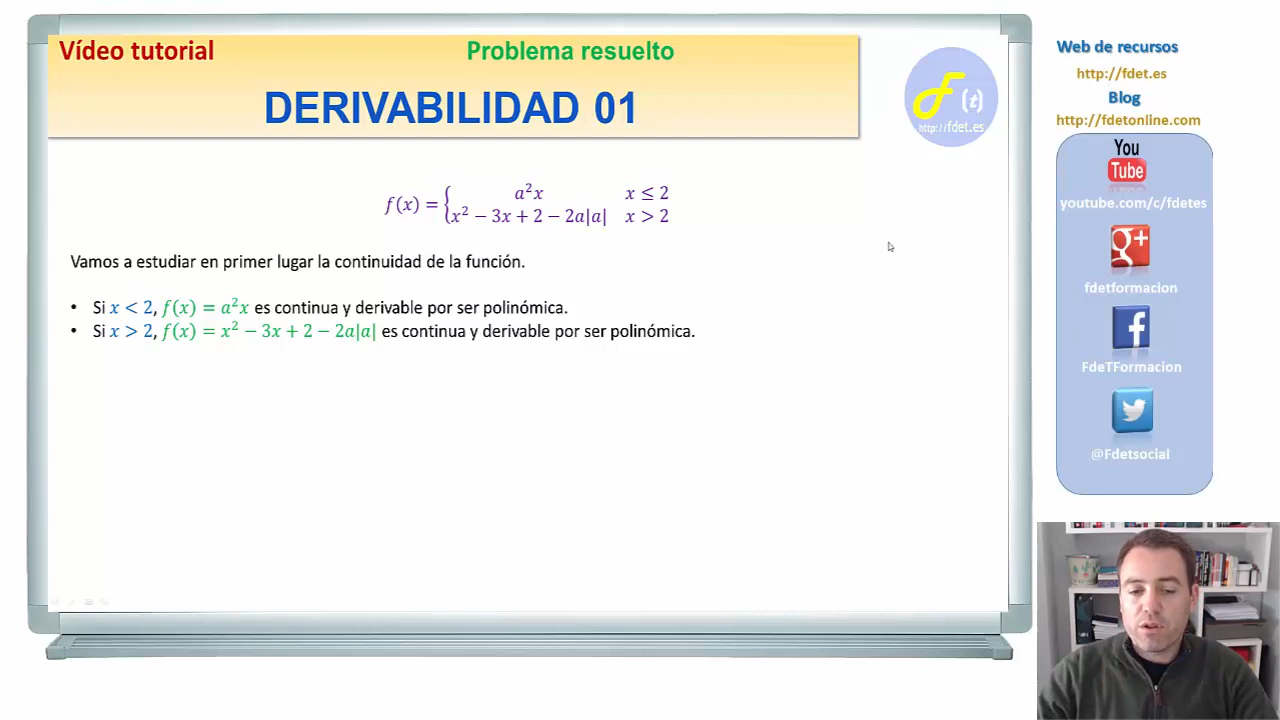 Vídeo tutorial
Problema resuelto
DERIVABILIDAD 01
F(t)
http://fdet.es
f(x) = { a²x x ≤ 2
x² − 3x + 2 − 2a|a| x > 2
Vamos a estudiar en primer lugar la continuidad de la función.
• Si x < 2, f(x) = a²x es continua y derivable por ser polinómica.
• Si x > 2, f(x) = x² − 3x + 2 − 2a|a| es continua y derivable por ser polinómica.
Web de recursos
http://fdet.es
Blog
http://fdetonline.com
You
Tube
youtube.com/c/fdetes
g+
fdetformacion
f
FdeTFormacion
@Fdetsocial